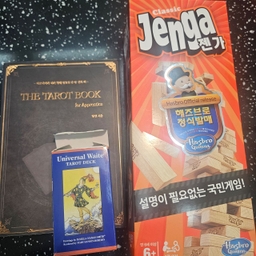 THE TAROT BOOK
for Apprentice
Universal Waite
TAROT DECK
Classic
Jenga
젠가
해즈브로
정식발매
Hasbro
Gaming
설명이 필요없는 국민게임!
Hasbro
Gaming
6+